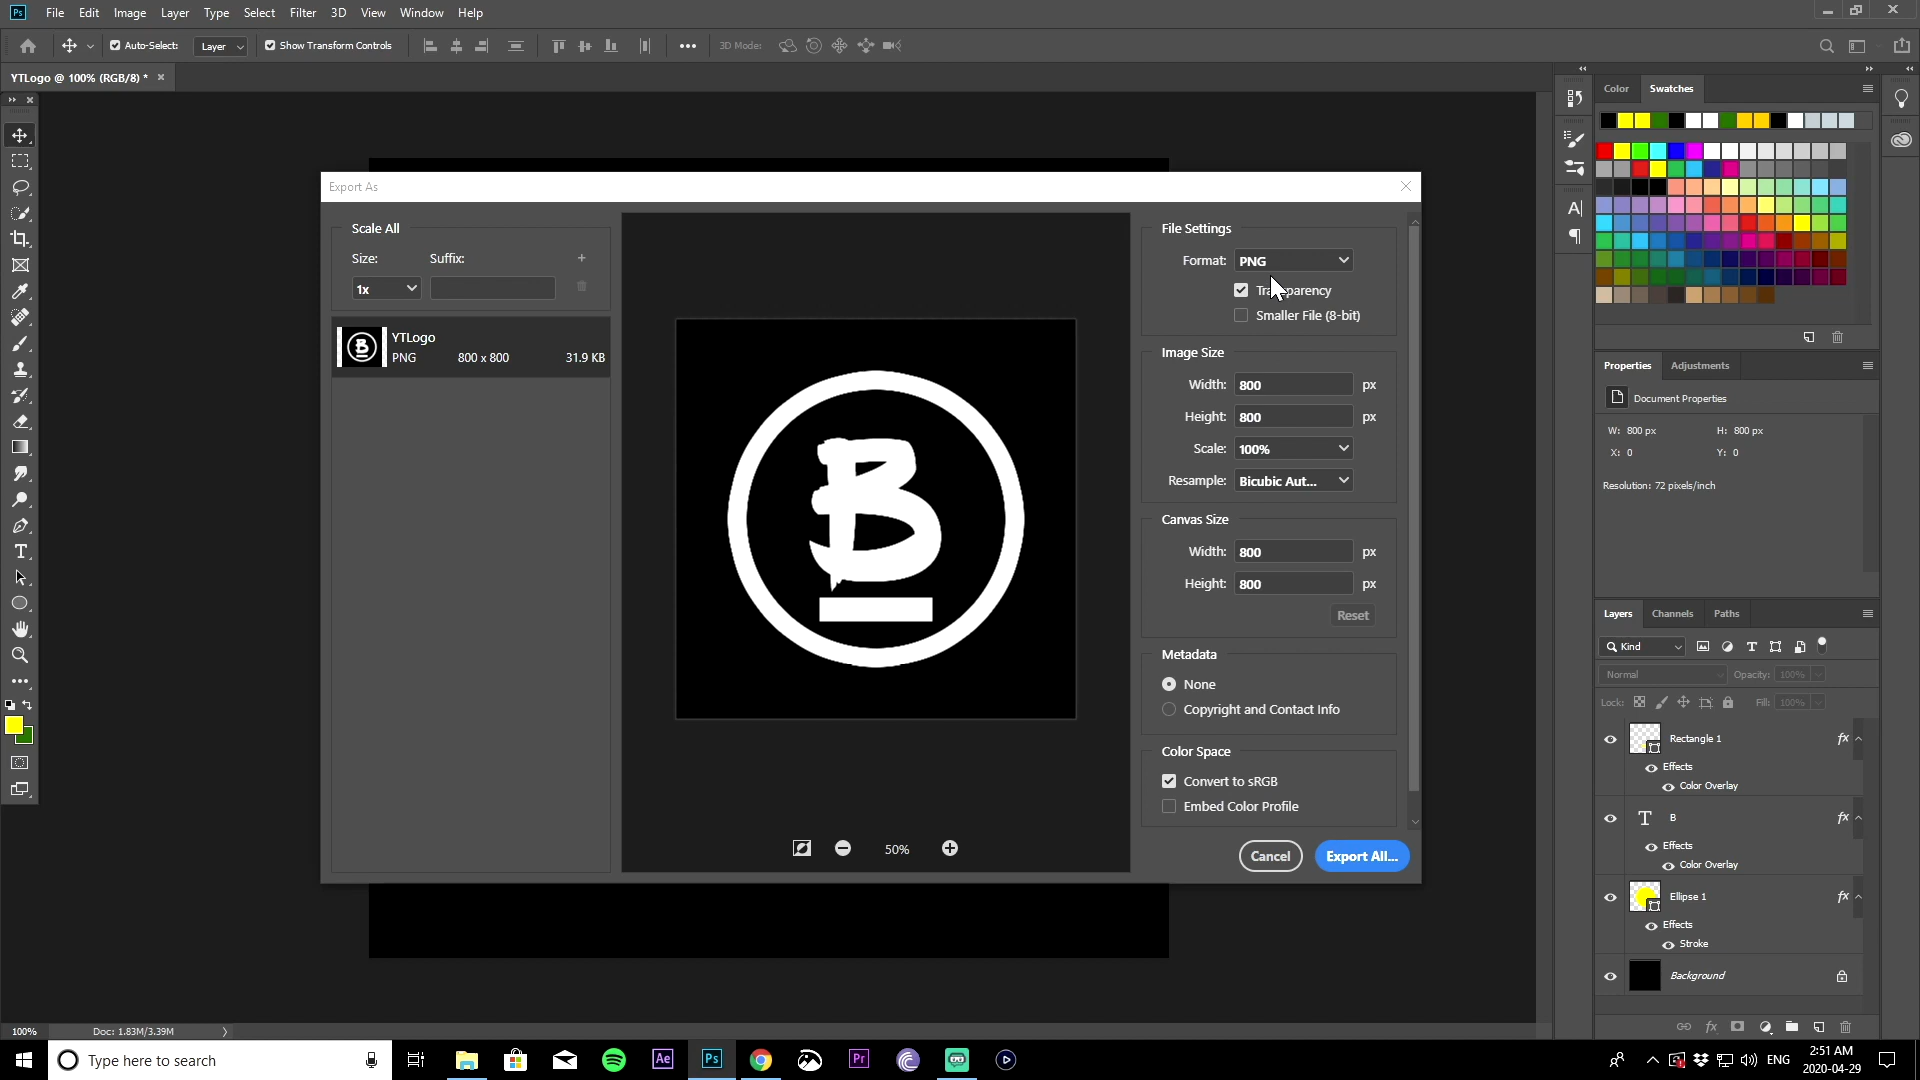 Ps File Edit Image Layer Type Select Filter 3D View Window Help
Auto-Select: Layer Show Transform Controls 3D Mode:
YTLogo @ 100% (RGB/8) *
Color Swatches
Export As
Scale All
Size: Suffix:
1x
YTLogo
PNG 800 x 800 31.9 KB
B
50%
File Settings
Format: PNG
Smaller File (8-bit)
Image Size
Width: 800 px
Height: 800 px
Scale: 100%
Resample: Bicubic Aut...
Canvas Size
Width: 800 px
Height: 800 px
Reset
Metadata
None
Copyright and Contact Info
Color Space
Convert to sRGB
Embed Color Profile
Cancel Export All...
Properties Adjustments
Document Properties
W: 800 px H: 800 px
X: 0 Y: 0
Resolution: 72 pixels/inch
Layers Channels Paths
Kind
Normal Opacity: 100%
Lock: Fill: 100%
Rectangle 1 fx
Effects
Color Overlay
T B fx
Effects
Color Overlay
Ellipse 1 fx
Effects
Stroke
Background
fx
100% Doc: 1.83M/3.39M
Type here to search
Ae Ps Pr
ENG
2:51 AM
2020-04-29